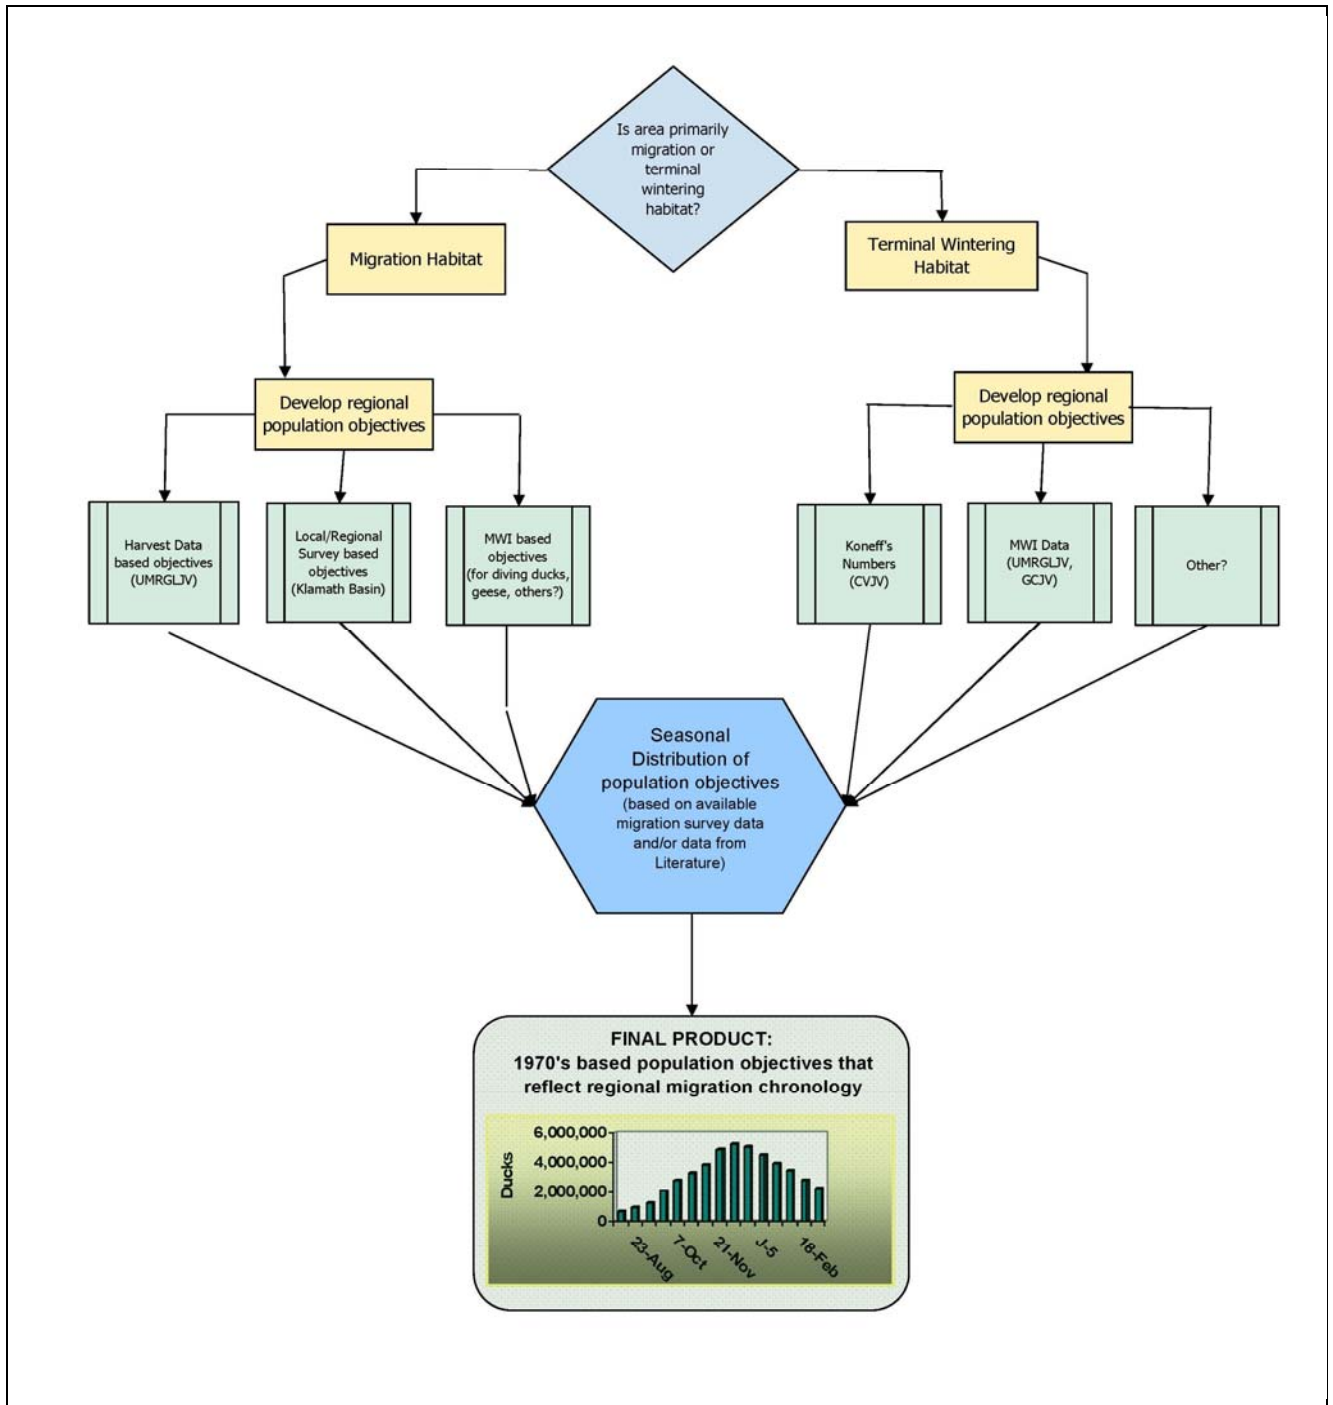 Is area primarily
migration or
terminal
wintering
habitat?
Migration Habitat
Terminal Wintering
Habitat
Develop regional
population objectives
Develop regional
population objectives
Harvest Data
based objectives
(UMRGLJV)
Local/Regional
Survey based
objectives
(Klamath Basin)
MWI based
objectives
(for diving ducks,
geese, others?)
Koneff's
Numbers
(CVJV)
MWI Data
(UMRGLJV,
GCJV)
Other?
Seasonal
Distribution of
population objectives
(based on available
migration survey data
and/or data from
Literature)
FINAL PRODUCT:
1970's based population objectives that
reflect regional migration chronology
Ducks
6,000,000
4,000,000
2,000,000
0
23-Aug
7-Oct
21-Nov
J-5
18-Feb